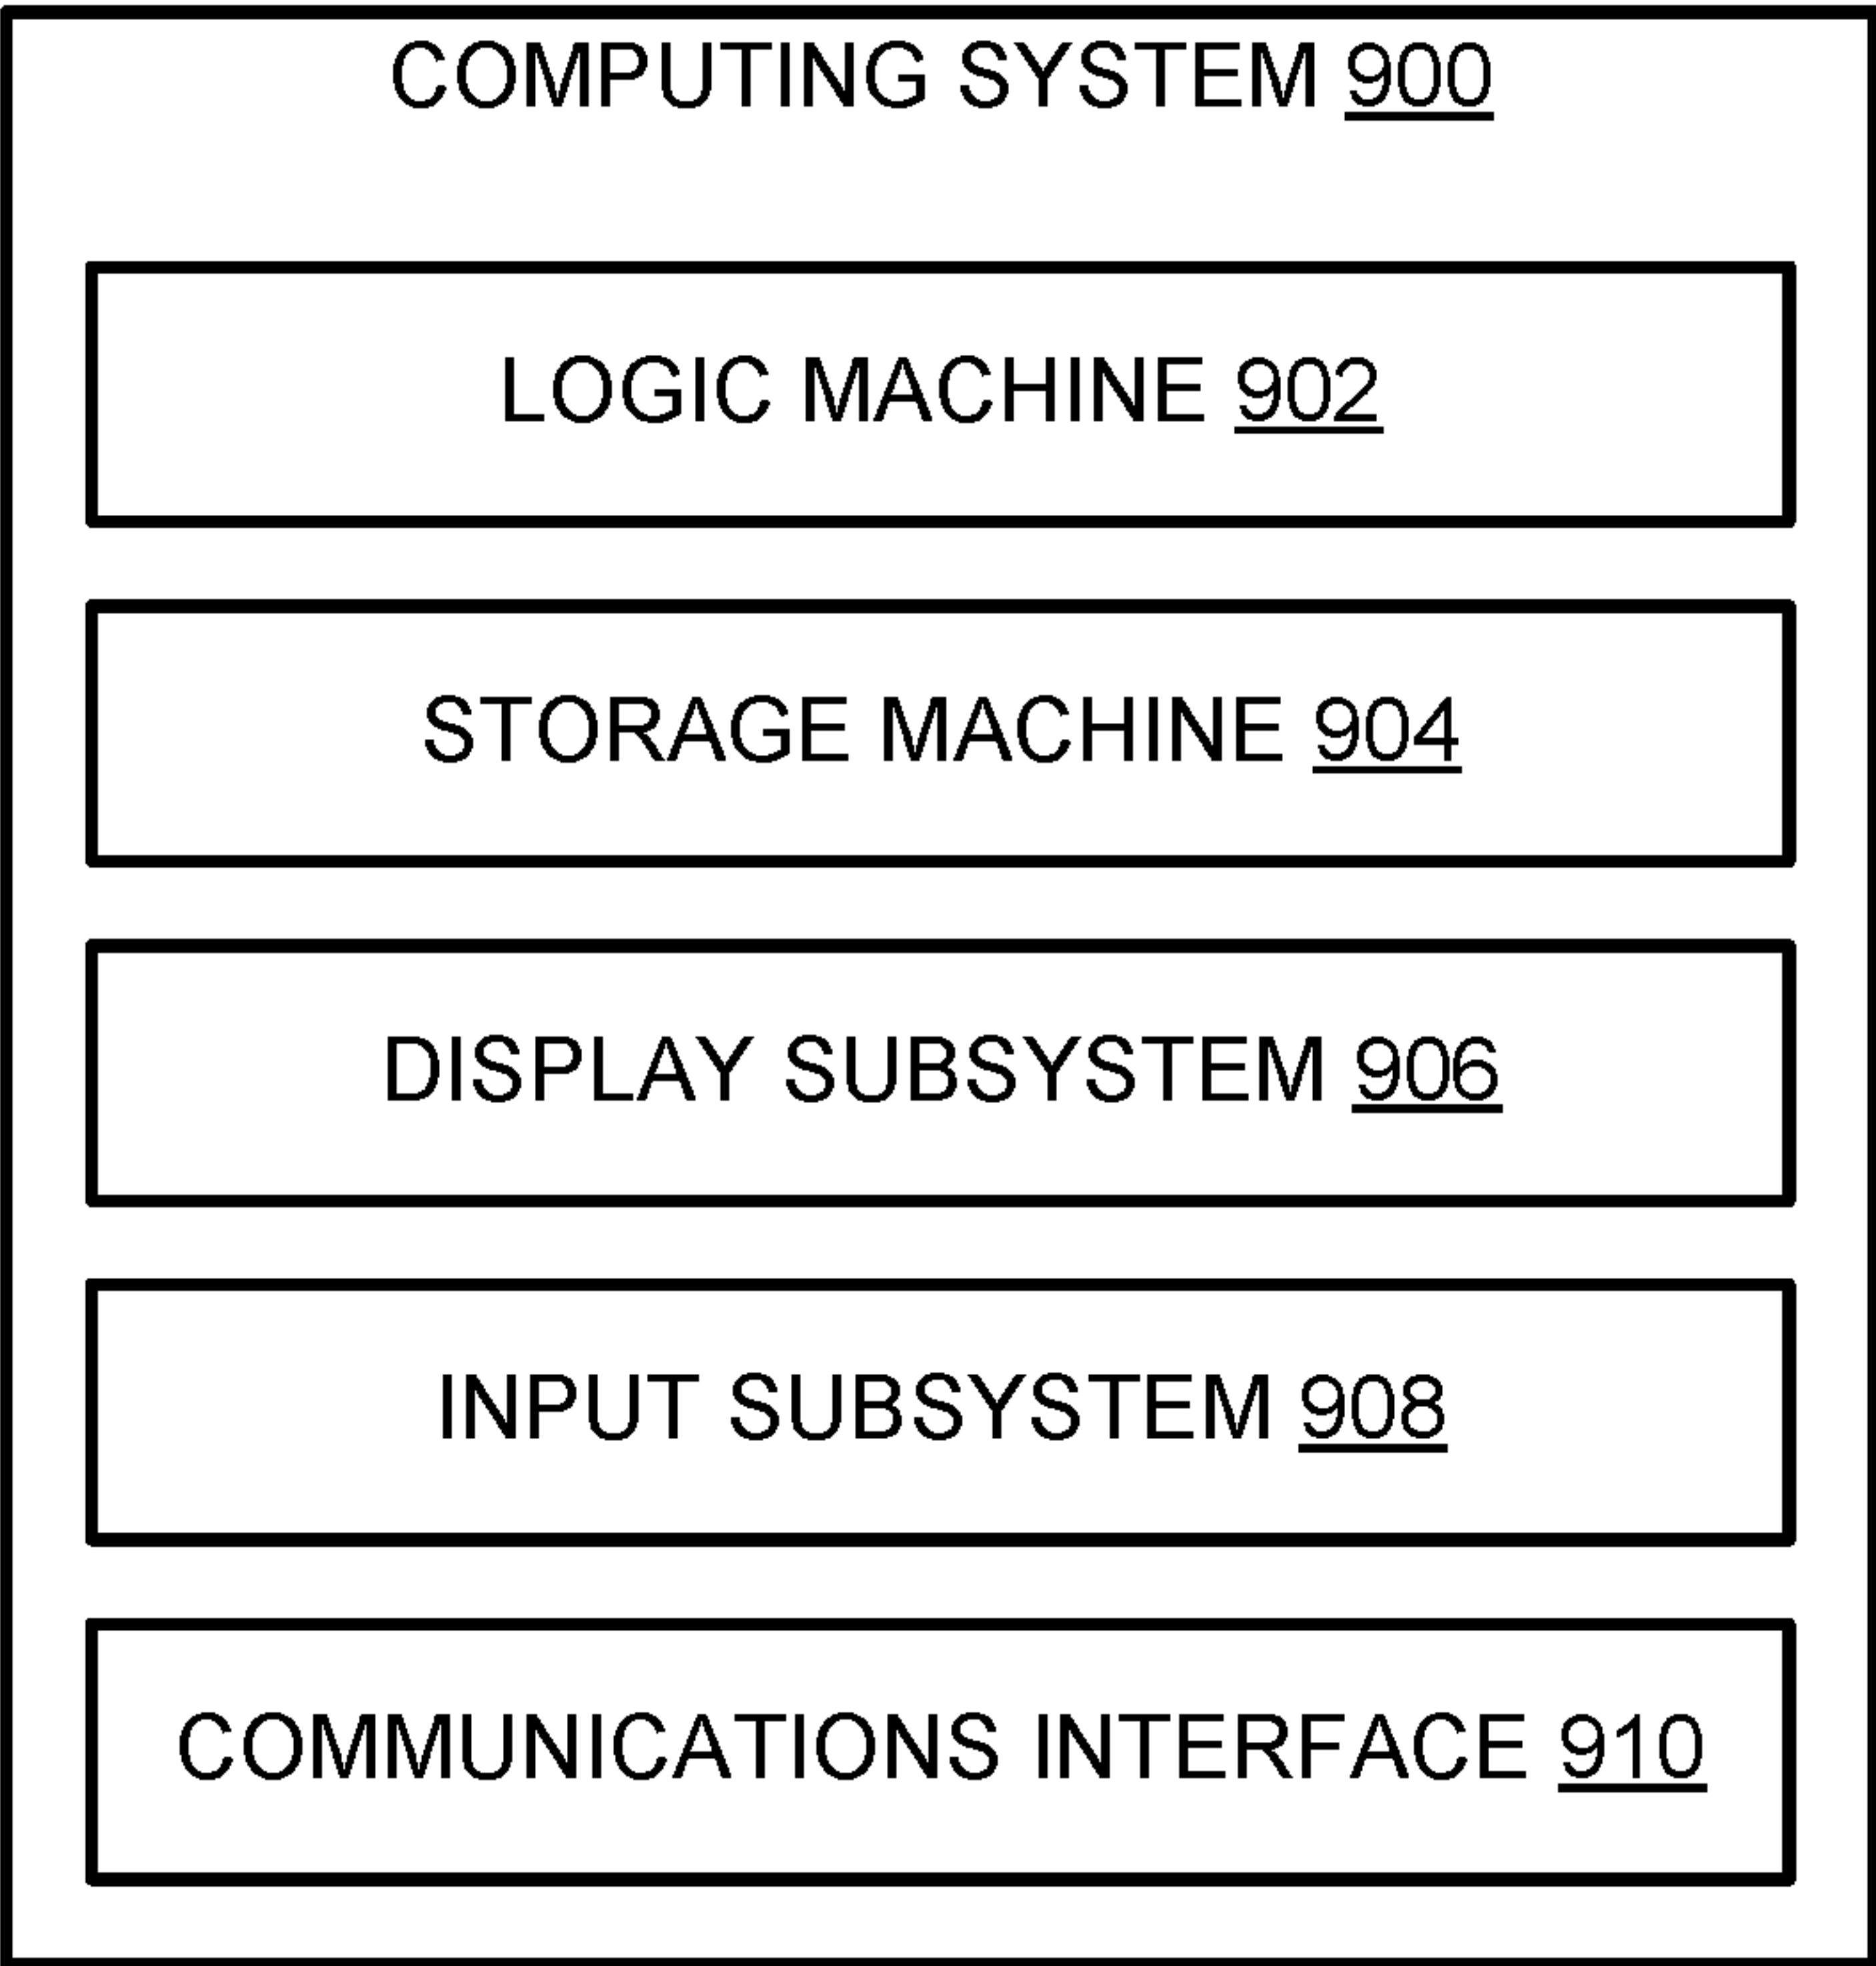 COMPUTING SYSTEM 900
LOGIC MACHINE 902
STORAGE MACHINE 904
DISPLAY SUBSYSTEM 906
INPUT SUBSYSTEM 908
COMMUNICATIONS INTERFACE 910